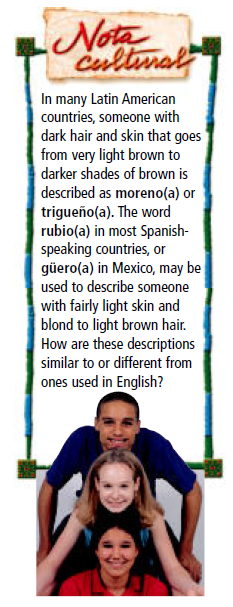 Nota
cultural
In many Latin American
countries, someone with
dark hair and skin that goes
from very light brown to
darker shades of brown is
described as moreno(a) or
trigueño(a). The word
rubio(a) in most Spanish-
speaking countries, or
güero(a) in Mexico, may be
used to describe someone
with fairly light skin and
blond to light brown hair.
How are these descriptions
similar to or different from
ones used in English?